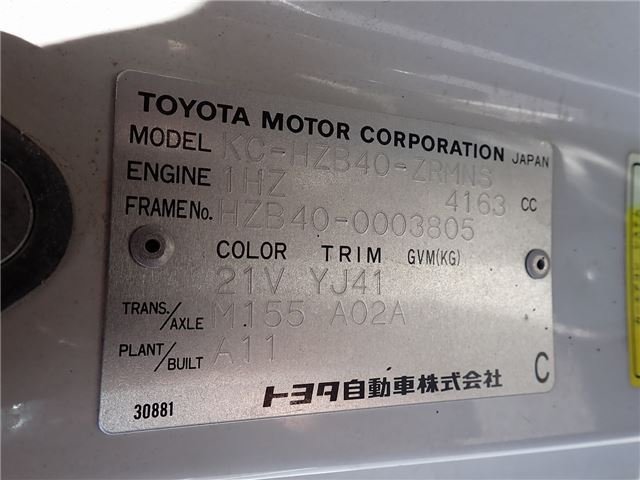 TOYOTA MOTOR CORPORATION JAPAN
MODEL KC-HZB40-ZRMNS
ENGINE 1HZ 4163 CC
FRAME No. HZB40-0003805
COLOR TRIM GVM(KG)
21V YJ41
TRANS./AXLE M155 A02A
PLANT/BUILT A11
トヨタ自動車株式会社 C
30881